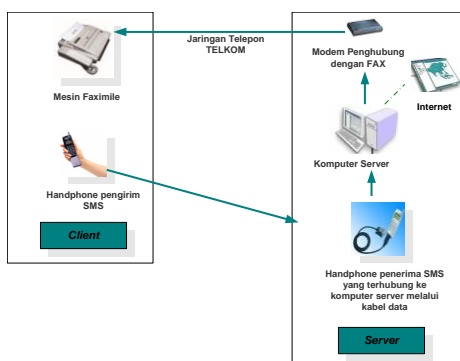 Jaringan Telepon
TELKOM
Modem Penghubung
dengan FAX
Mesin Faximile
Internet
Komputer Server
Handphone pengirim
SMS
Client
Handphone penerima SMS
yang terhubung ke
komputer server melalui
kabel data
Server